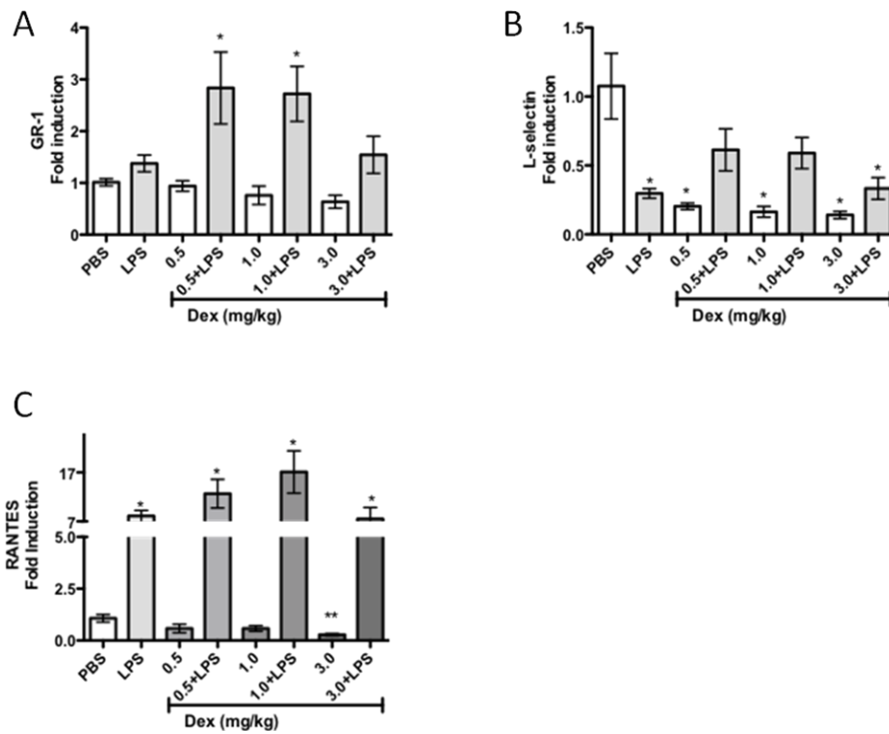 A
GR-1
Fold induction
4
3
2
1
0
*
*
PBS
LPS
0.5
0.5+LPS
1.0
1.0+LPS
3.0
3.0+LPS
Dex (mg/kg)
B
L-selectin
Fold induction
1.5
1.0
0.5
0.0
*
*
*
*
*
PBS
LPS
0.5
0.5+LPS
1.0
1.0+LPS
3.0
3.0+LPS
Dex (mg/kg)
C
RANTES
Fold Induction
17
7
5.0
2.5
0.0
*
*
*
**
*
PBS
LPS
0.5
0.5+LPS
1.0
1.0+LPS
3.0
3.0+LPS
Dex (mg/kg)